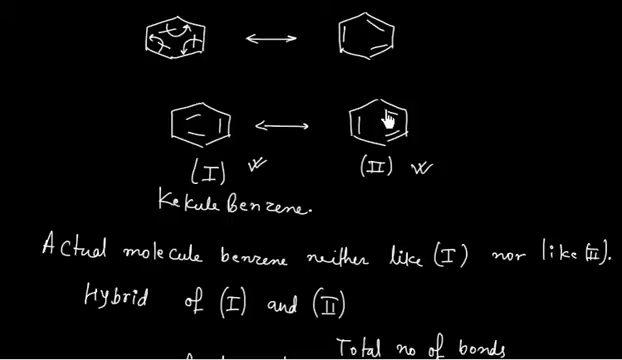 (I) (II)
Kekule Benzene.
Actual molecule benzene neither like (I) nor like (II).
Hybrid of (I) and (II)
Total no of bonds